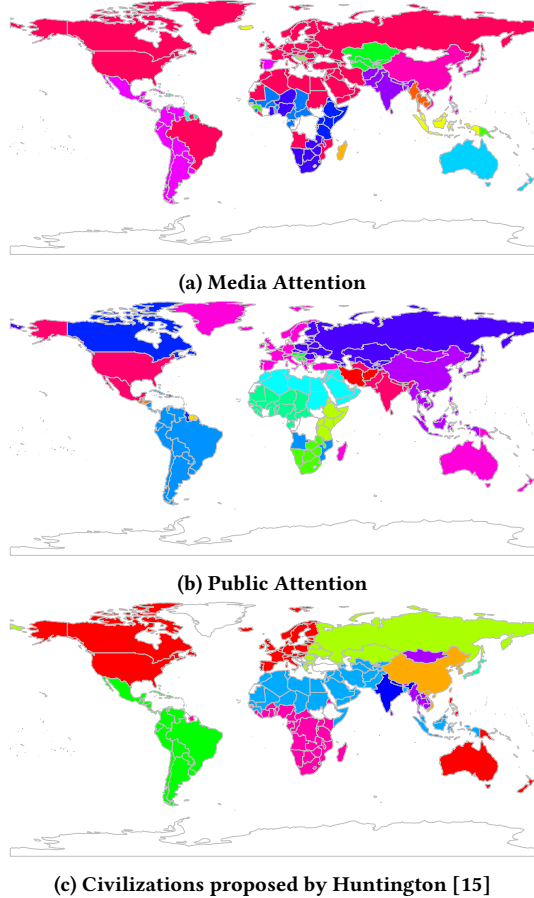 (a) Media Attention
(b) Public Attention
(c) Civilizations proposed by Huntington [15]